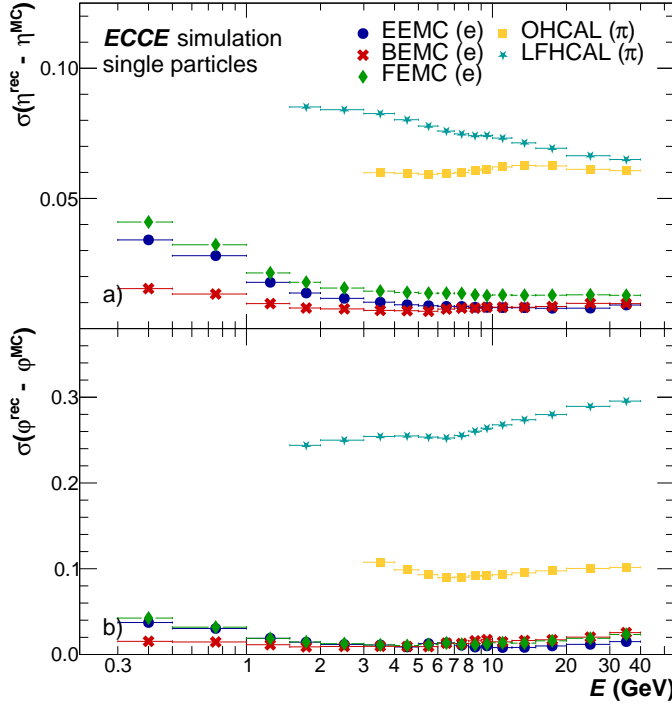 ECCE simulation
single particles
EEMC (e)
BEMC (e)
FEMC (e)
OHCAL (π)
LFHCAL (π)
σ(η^rec - η^MC)
0.10
0.05
a)
σ(φ^rec - φ^MC)
0.3
0.2
0.1
0.0
b)
0.3 1 2 3 4 5 6 7 8 10 20 30 40
E (GeV)